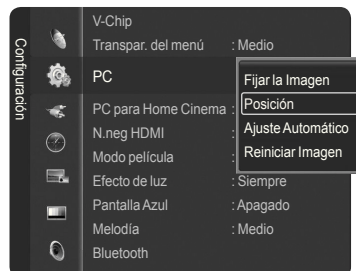 Configuración
V-Chip
Transpar. del menú : Medio
PC
PC para Home Cinema :
N.neg HDMI :
Modo película :
Efecto de luz : Siempre
Pantalla Azul : Apagado
Melodía : Medio
Bluetooth
Fijar la Imagen
Posición
Ajuste Automático
Reiniciar Imagen